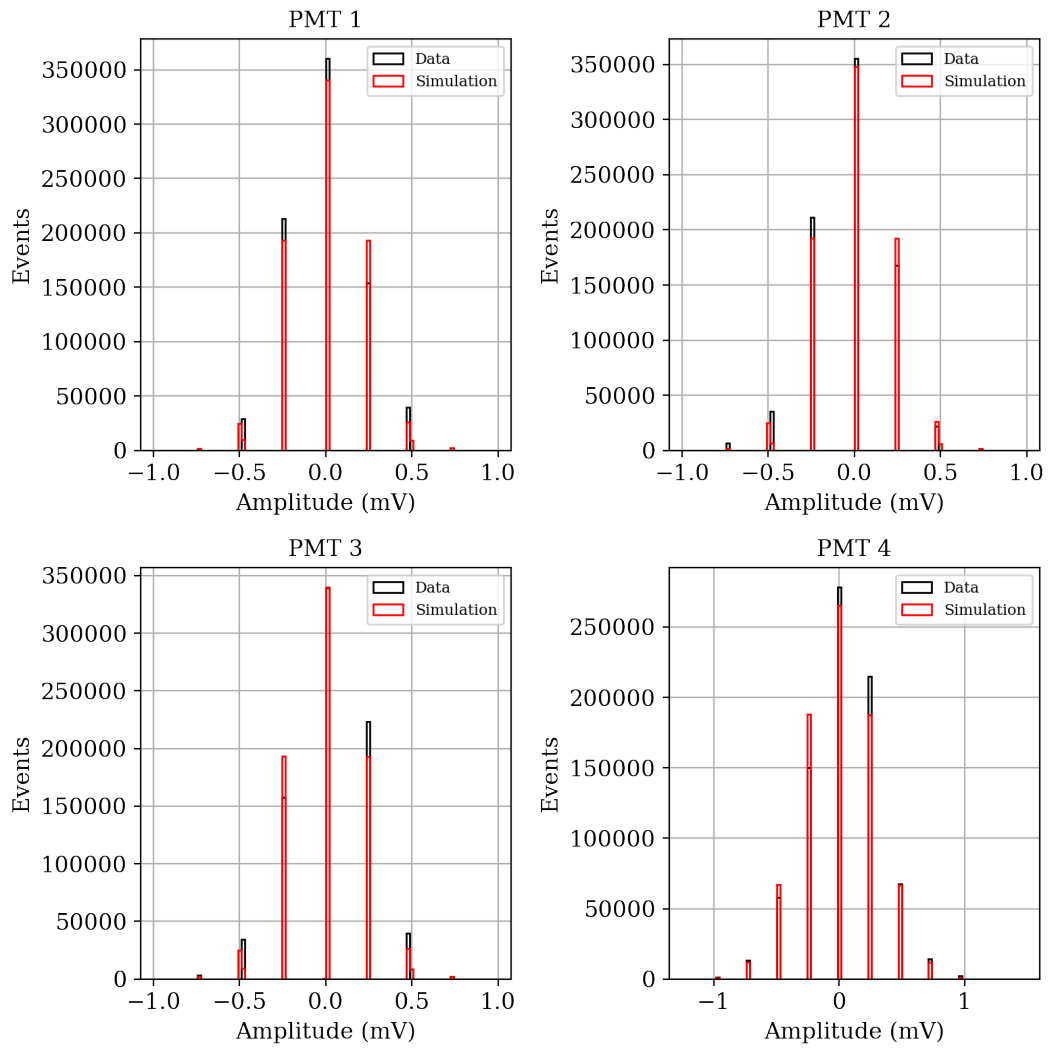 PMT 1
Data
Simulation
350000
300000
250000
200000
150000
100000
50000
0
Events
−1.0
−0.5
0.0
0.5
1.0
Amplitude (mV)
PMT 2
Data
Simulation
350000
300000
250000
200000
150000
100000
50000
0
Events
−1.0
−0.5
0.0
0.5
1.0
Amplitude (mV)
PMT 3
Data
Simulation
350000
300000
250000
200000
150000
100000
50000
0
Events
−1.0
−0.5
0.0
0.5
1.0
Amplitude (mV)
PMT 4
Data
Simulation
250000
200000
150000
100000
50000
0
Events
−1
0
1
Amplitude (mV)